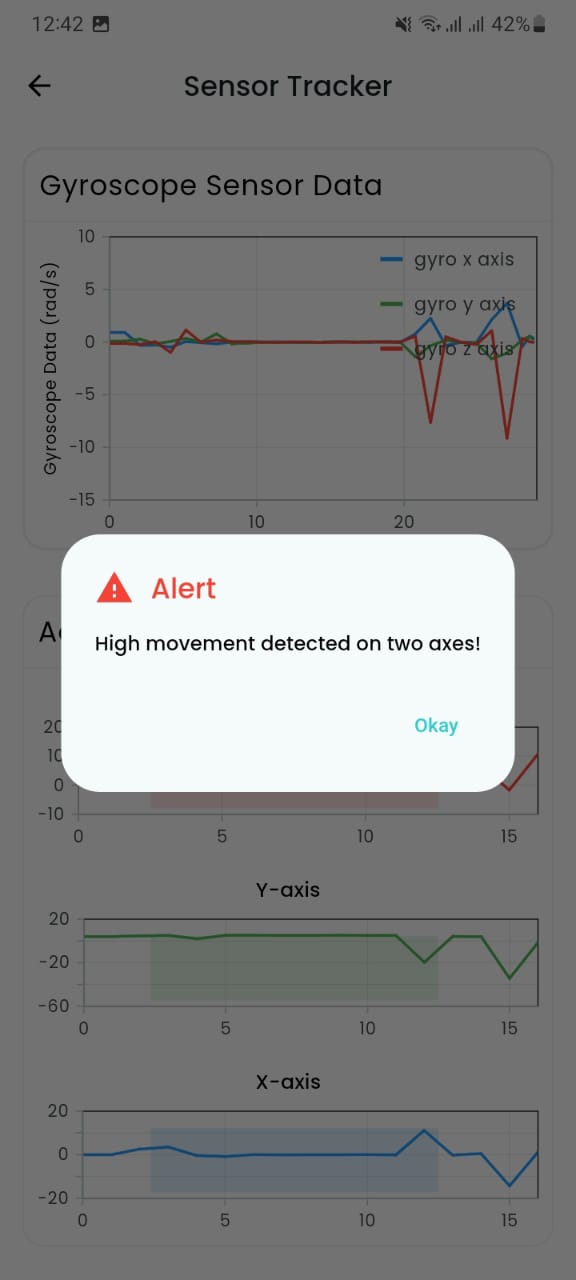 12:42 42%
Sensor Tracker
Gyroscope Sensor Data
Gyroscope Data (rad/s)
10
5
0
-5
-10
-15
0 10 20
gyro x axis
gyro y axis
gyro z axis
Alert
High movement detected on two axes!
Okay
20
10
0
-10
0 5 10 15
Y-axis
20
-20
-60
0 5 10 15
X-axis
20
0
-20
0 5 10 15